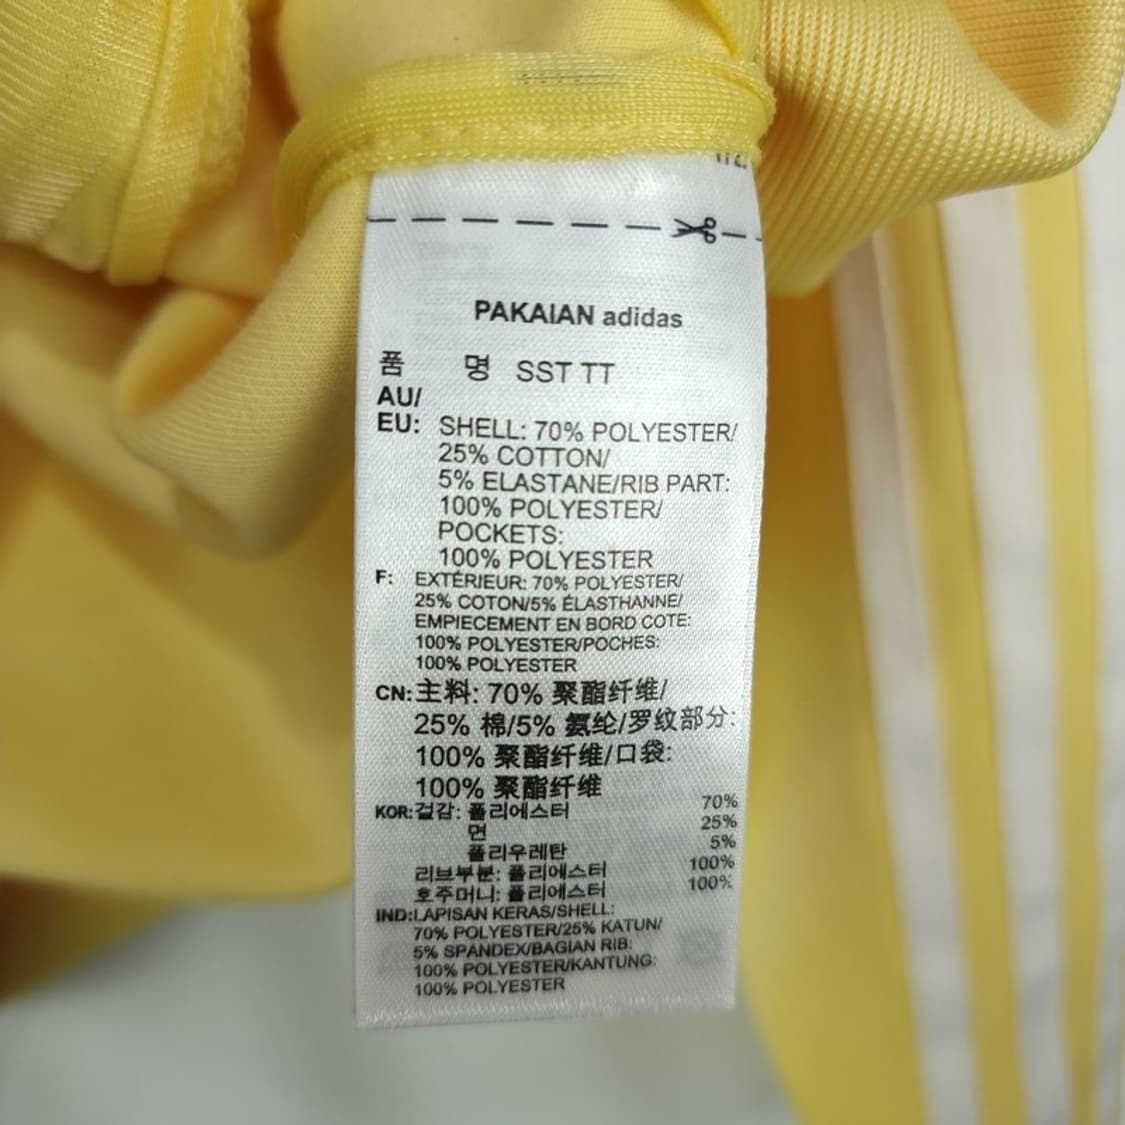 PAKAIAN adidas
품 명 SST TT
AU/
EU: SHELL: 70% POLYESTER/
25% COTTON/
5% ELASTANE/RIB PART:
100% POLYESTER/
POCKETS:
100% POLYESTER
F: EXTÉRIEUR: 70% POLYESTER/
25% COTON/5% ÉLASTHANNE/
EMPIECEMENT EN BORD COTE:
100% POLYESTER/POCHES:
100% POLYESTER
CN: 主料: 70% 聚酯纤维/
25% 棉/5% 氨纶/罗纹部分:
100% 聚酯纤维/口袋:
100% 聚酯纤维
KOR: 겉감: 폴리에스터 70%
면 25%
폴리우레탄 5%
리브부분: 폴리에스터 100%
호주머니: 폴리에스터 100%
IND: LAPISAN KERAS/SHELL:
70% POLYESTER/25% KATUN/
5% SPANDEX/BAGIAN RIB:
100% POLYESTER/KANTUNG:
100% POLYESTER